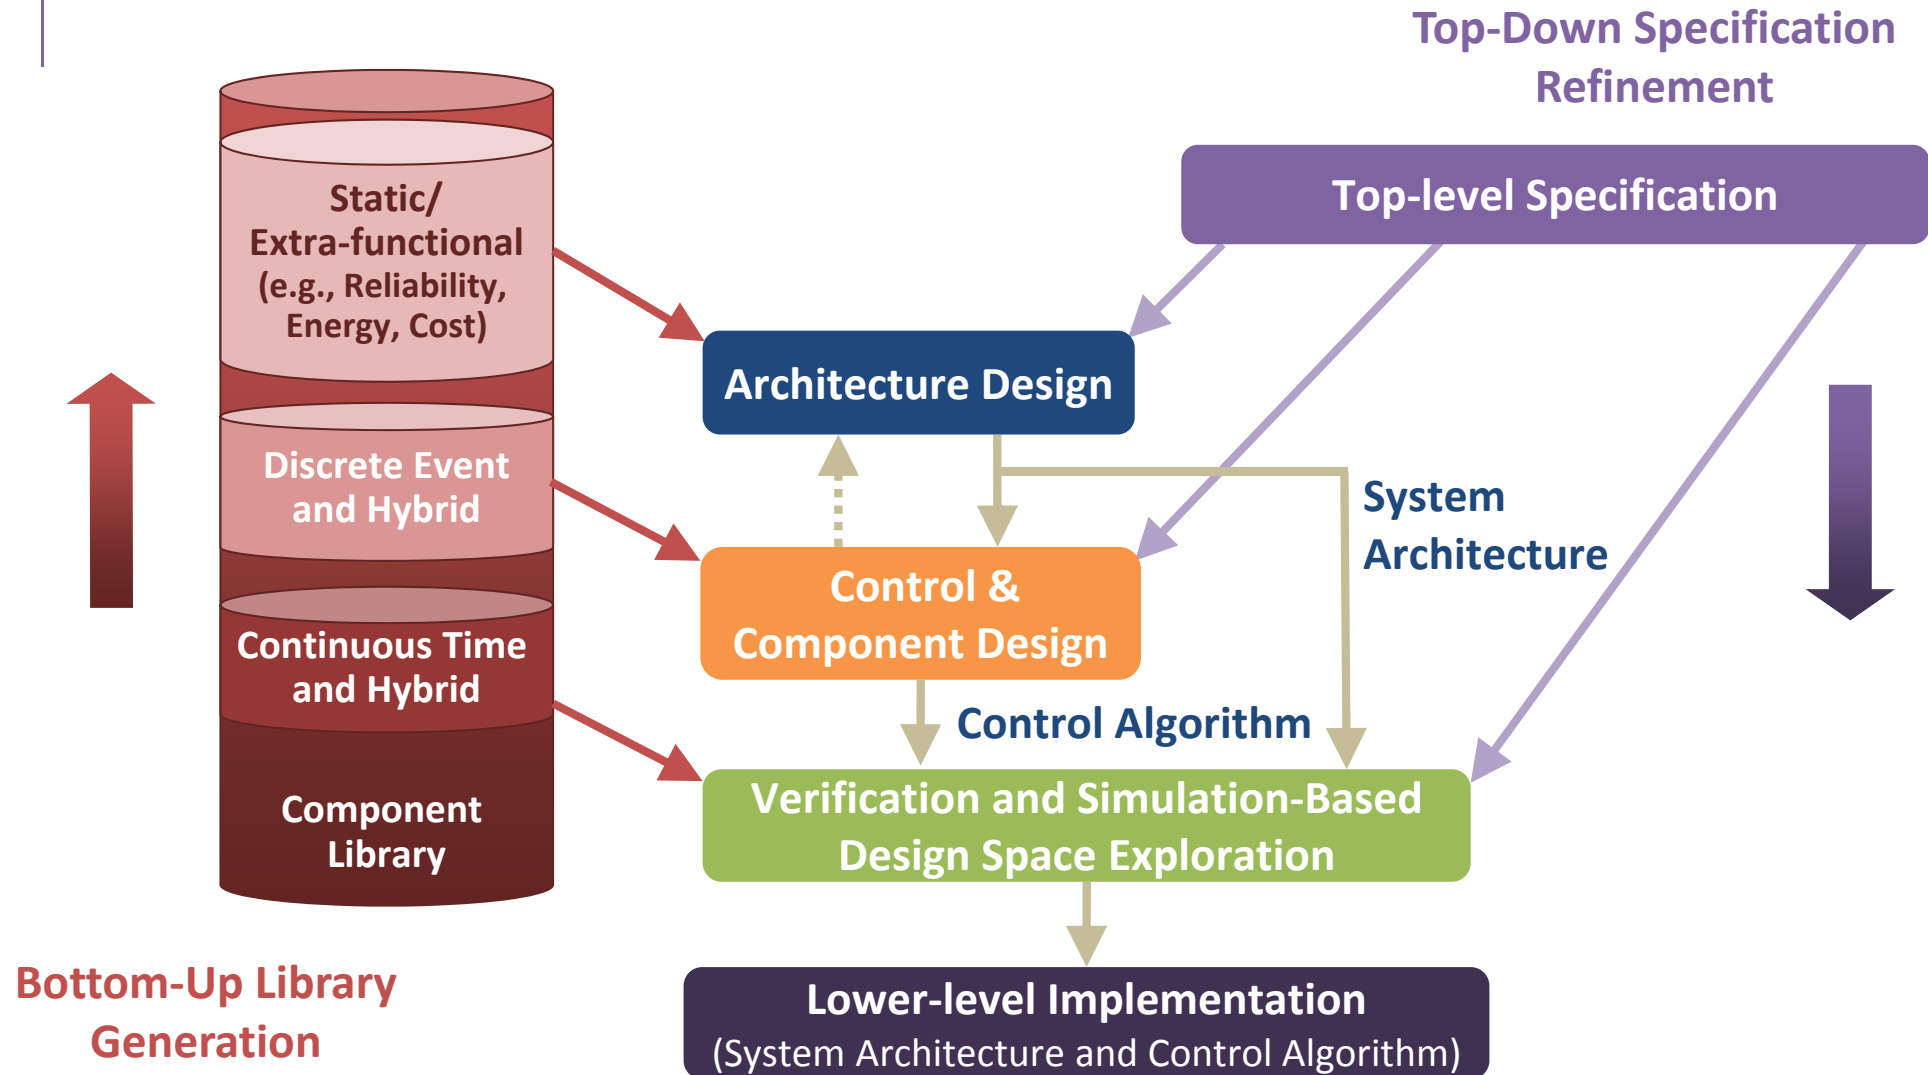 Top-Down Specification
Refinement
Top-level Specification
Static/
Extra-functional
(e.g., Reliability,
Energy, Cost)
Architecture Design
Discrete Event
and Hybrid
System
Architecture
Control &
Component Design
Continuous Time
and Hybrid
Control Algorithm
Component
Library
Verification and Simulation-Based
Design Space Exploration
Bottom-Up Library
Generation
Lower-level Implementation
(System Architecture and Control Algorithm)